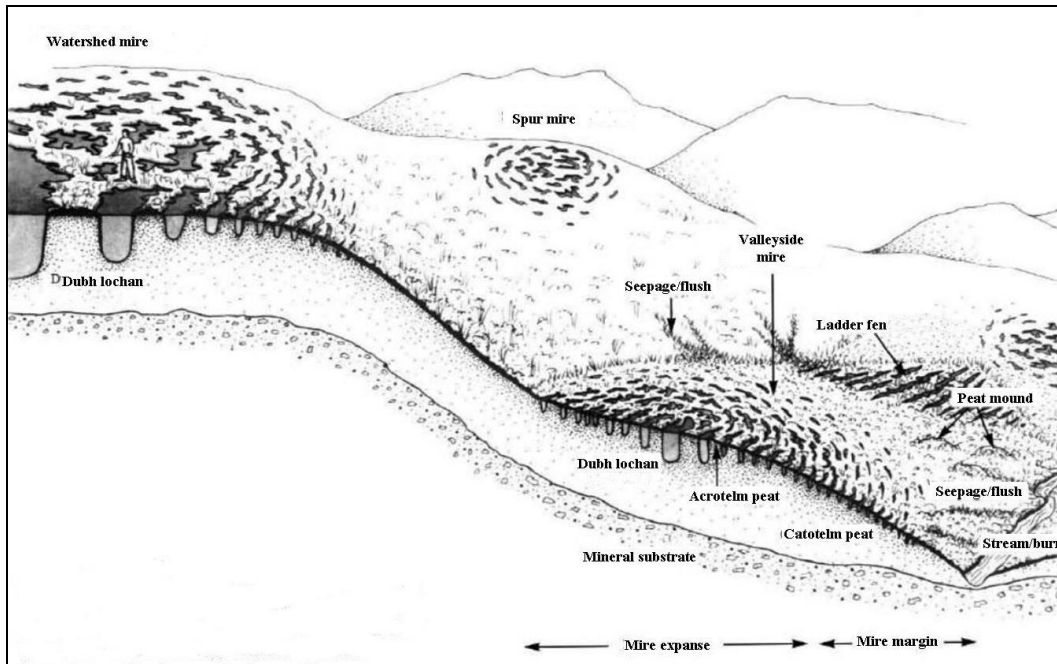 Watershed mire
Spur mire
Valleyside
mire
Seepage/flush
Ladder fen
Dubh lochan
Peat mound
Dubh lochan
Acrotelm peat
Seepage/flush
Catotelm peat
Stream/burn
Mineral substrate
Mire expanse
Mire margin